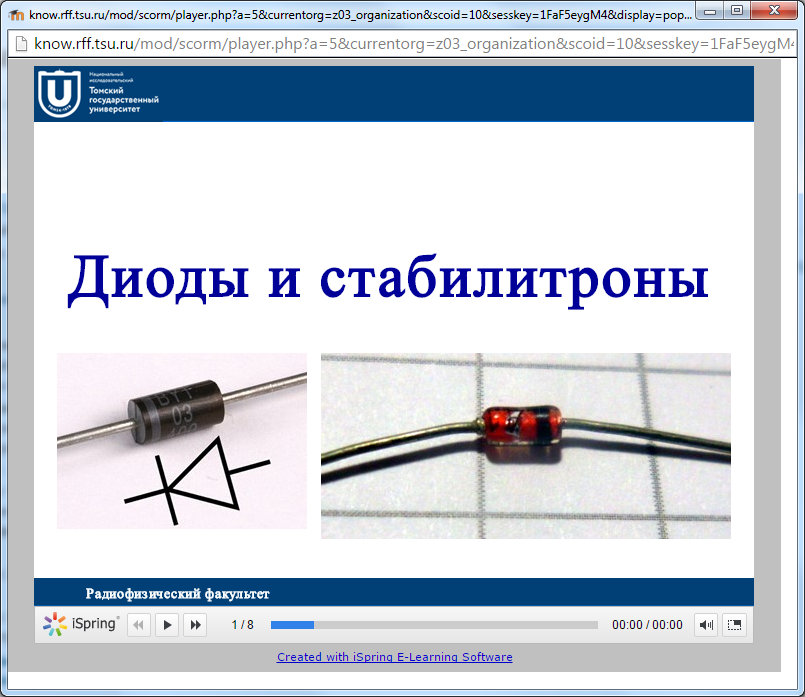 know.rff.tsu.ru/mod/scorm/player.php?a=5&currentorg=z03_organization&scoid=10&sesskey=1FaF5eygM4&display=pop...
know.rff.tsu.ru/mod/scorm/player.php?a=5&currentorg=z03_organization&scoid=10&sesskey=1FaF5eygM4
Национальный
исследовательский
Томский
государственный
университет
Диоды и стабилитроны
BYT
03
Радиофизический факультет
iSpring
1 / 8
00:00 / 00:00
Created with iSpring E-Learning Software